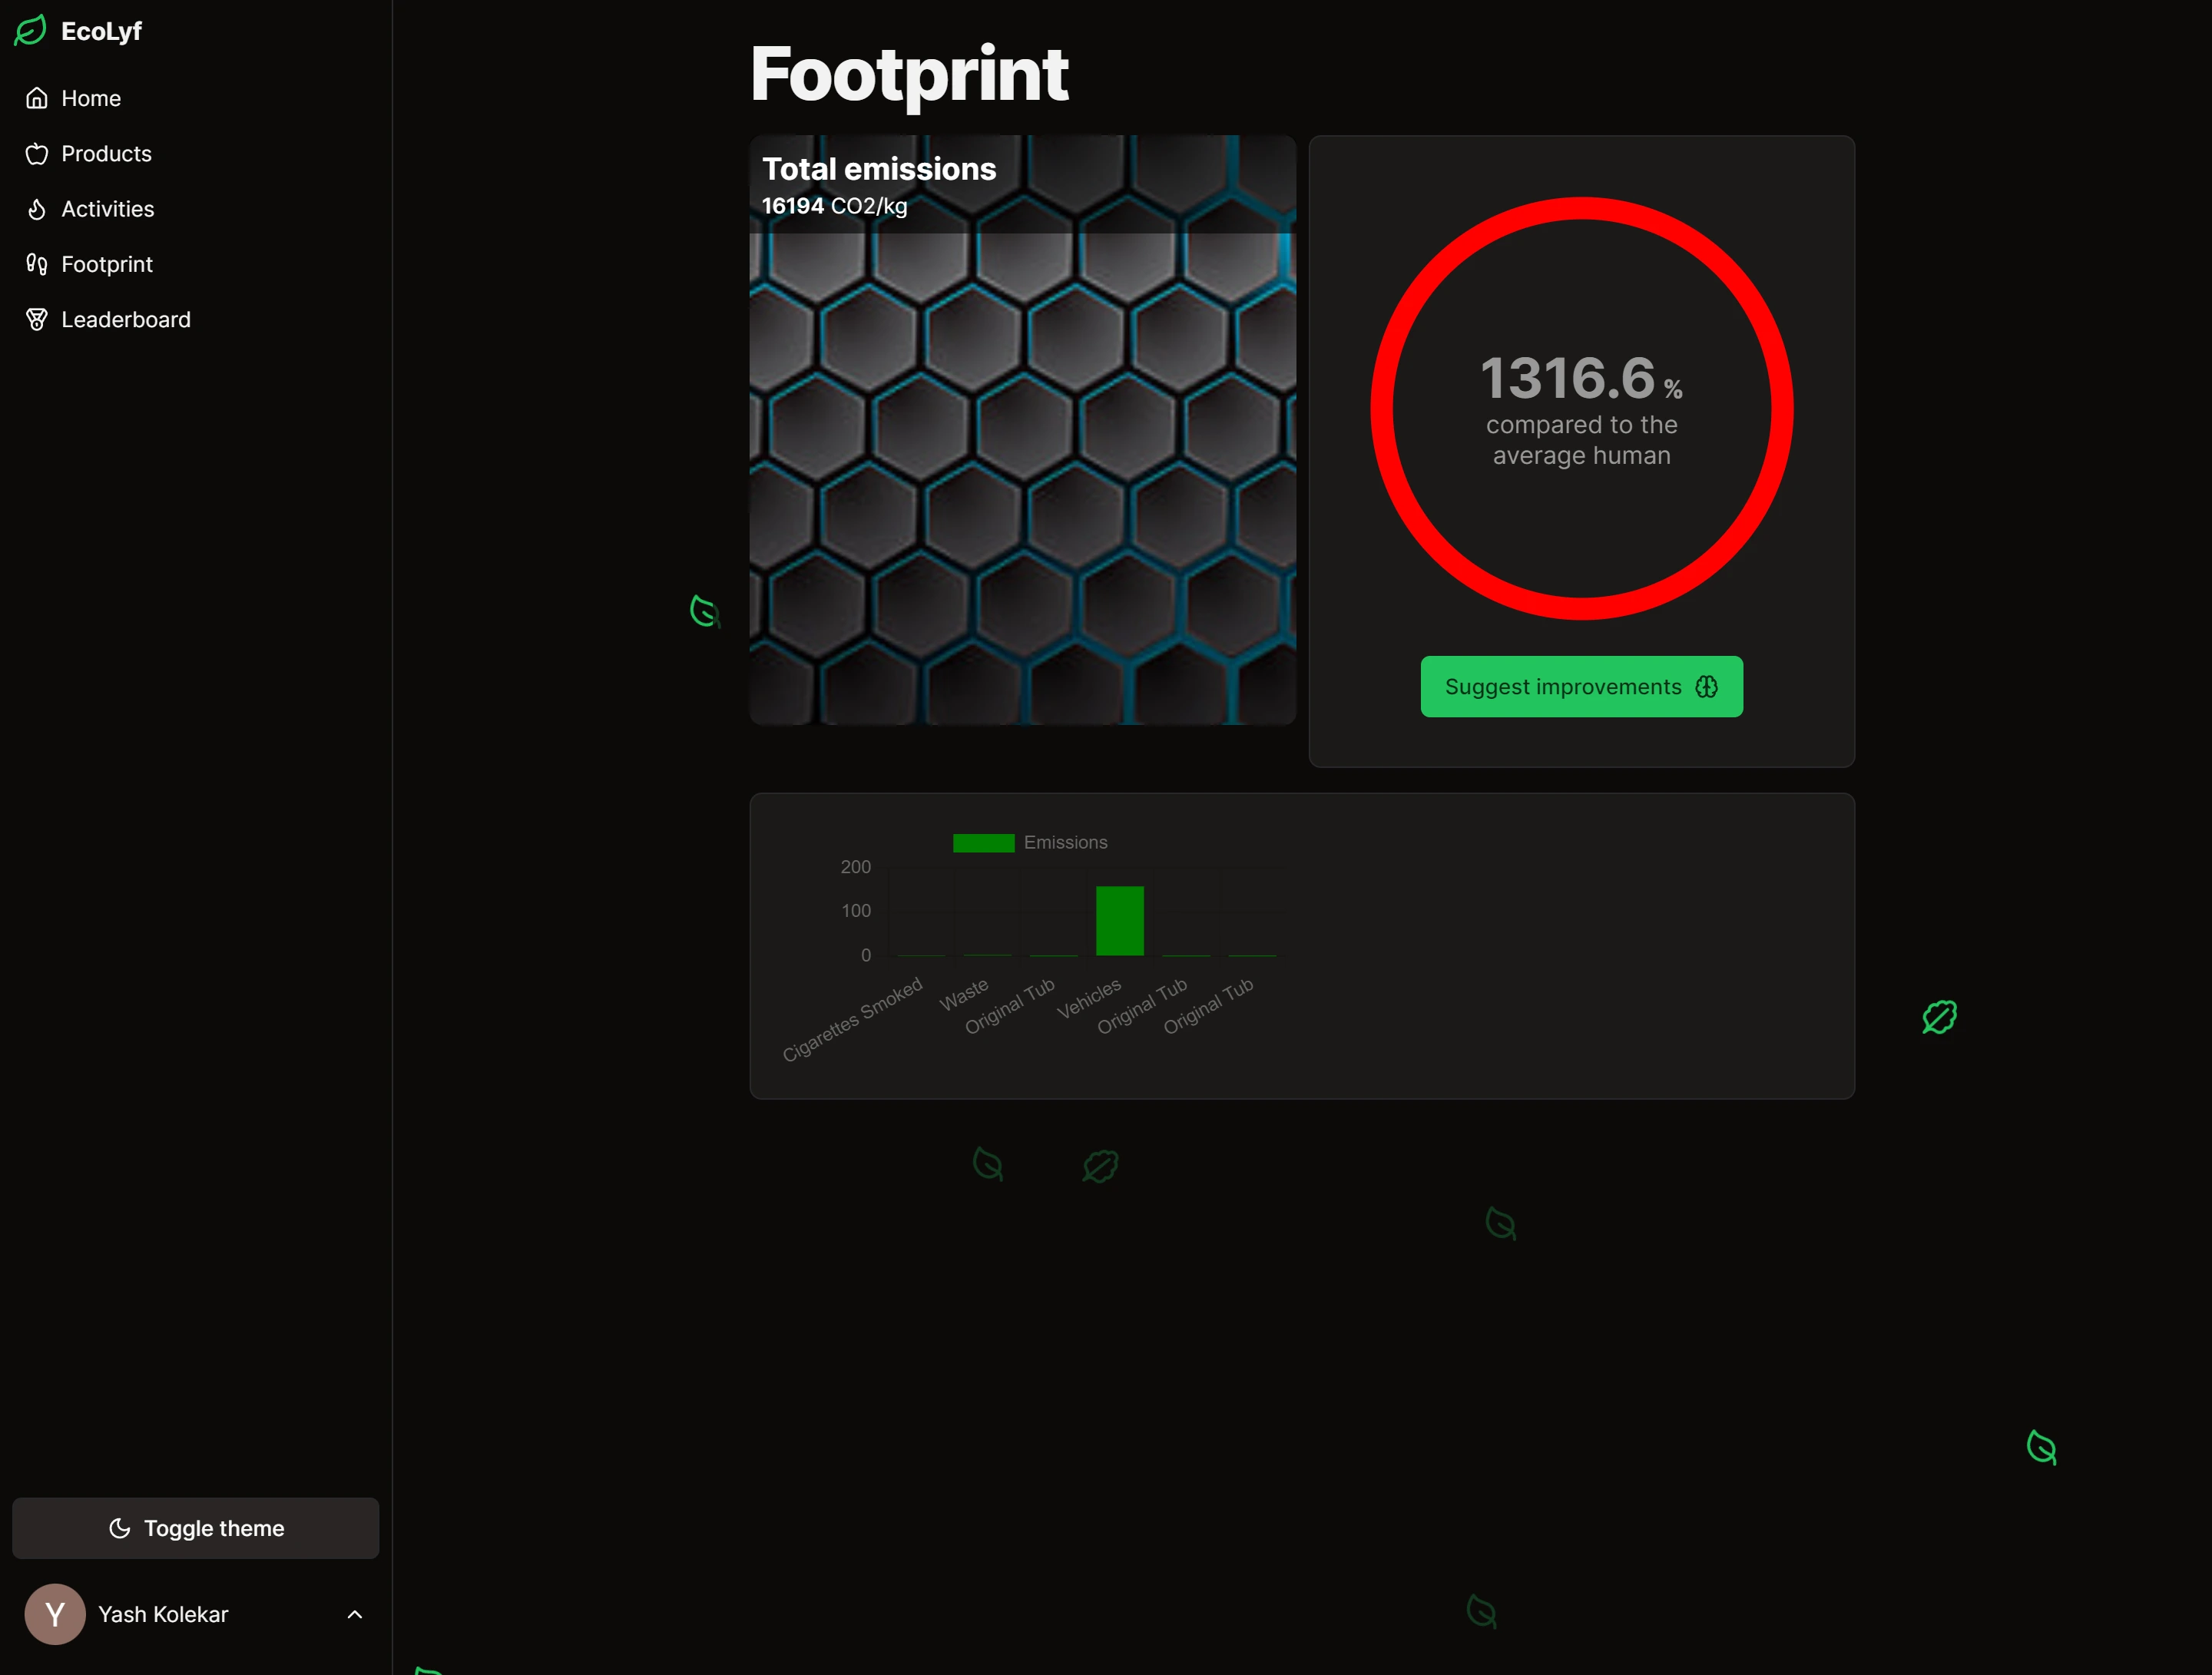 EcoLyf
Home
Products
Activities
Footprint
Leaderboard
Toggle theme
Y
Yash Kolekar
Footprint
Total emissions
16194 CO2/kg
1316.6 %
compared to the
average human
Suggest improvements
Emissions
200
100
0
Cigarettes Smoked
Waste
Original Tub
Vehicles
Original Tub
Original Tub